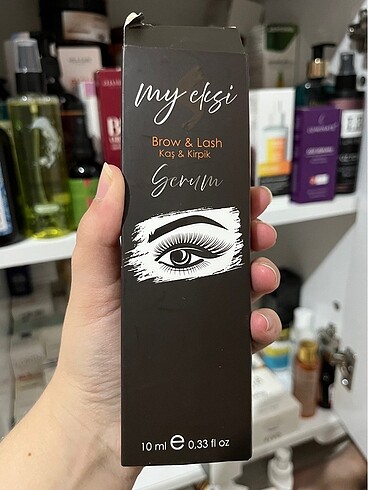 my eksi
Brow & Lash
Kaş & Kirpik
Serum
10 ml e 0,33 fl oz